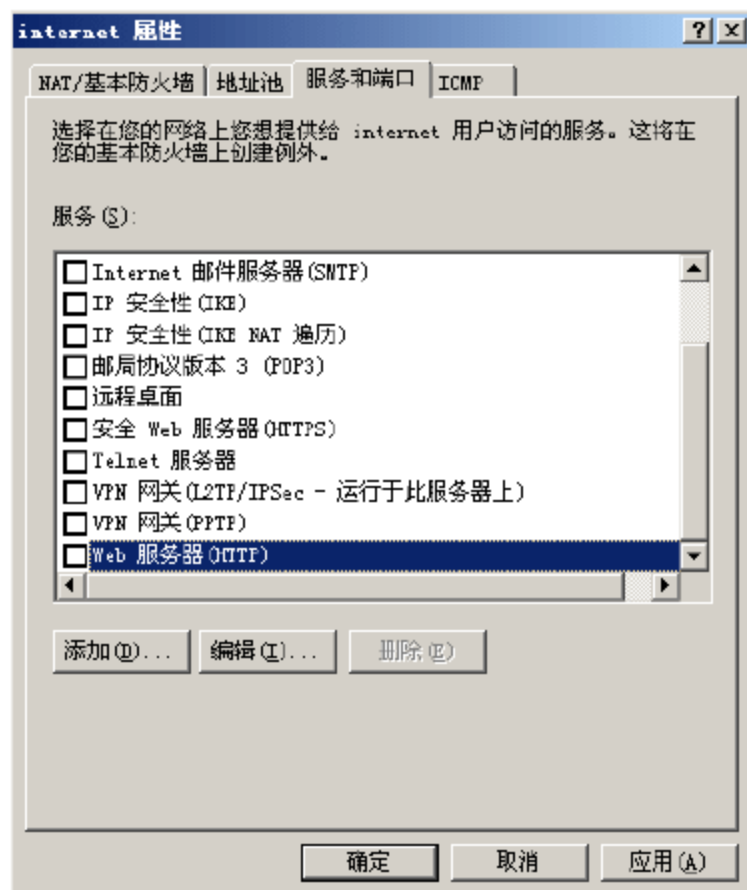 internet 属性
NAT/基本防火墙 地址池 服务和端口 ICMP
选择在您的网络上您想提供给 internet 用户访问的服务。这将在
您的基本防火墙上创建例外。
服务(S):
Internet 邮件服务器(SMTP)
IP 安全性(IKE)
IP 安全性(IKE NAT 遍历)
邮局协议版本 3 (POP3)
远程桌面
安全 Web 服务器(HTTPS)
Telnet 服务器
VPN 网关(L2TP/IPSec - 运行于此服务器上)
VPN 网关(PPTP)
Web 服务器(HTTP)
添加(D)... 编辑(I)... 删除(E)
确定 取消 应用(A)